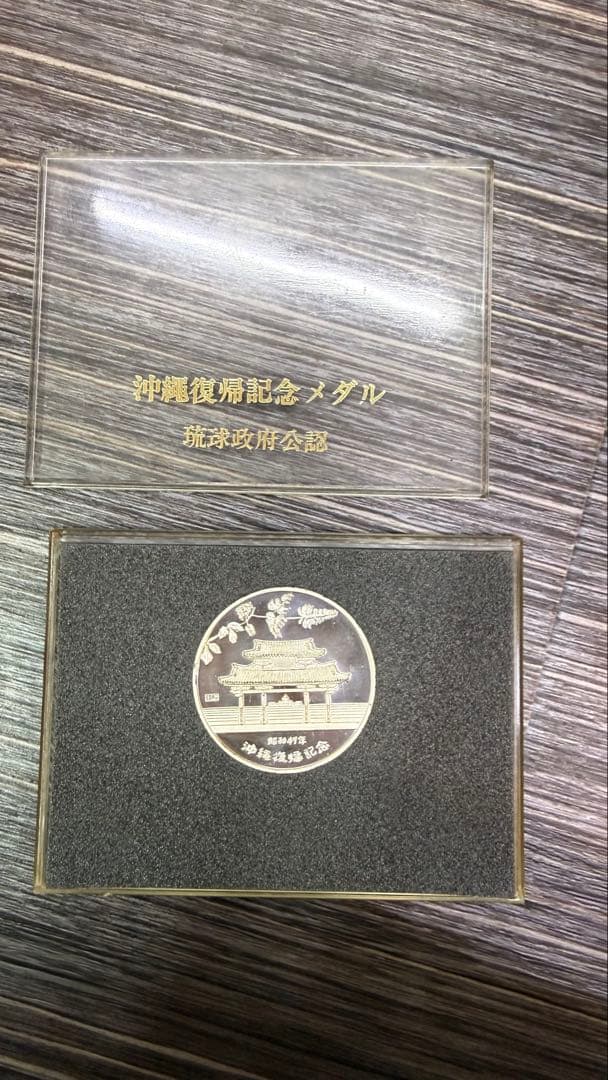 沖繩復帰記念メダル
琉球政府公認
昭和47年
沖縄復帰記念